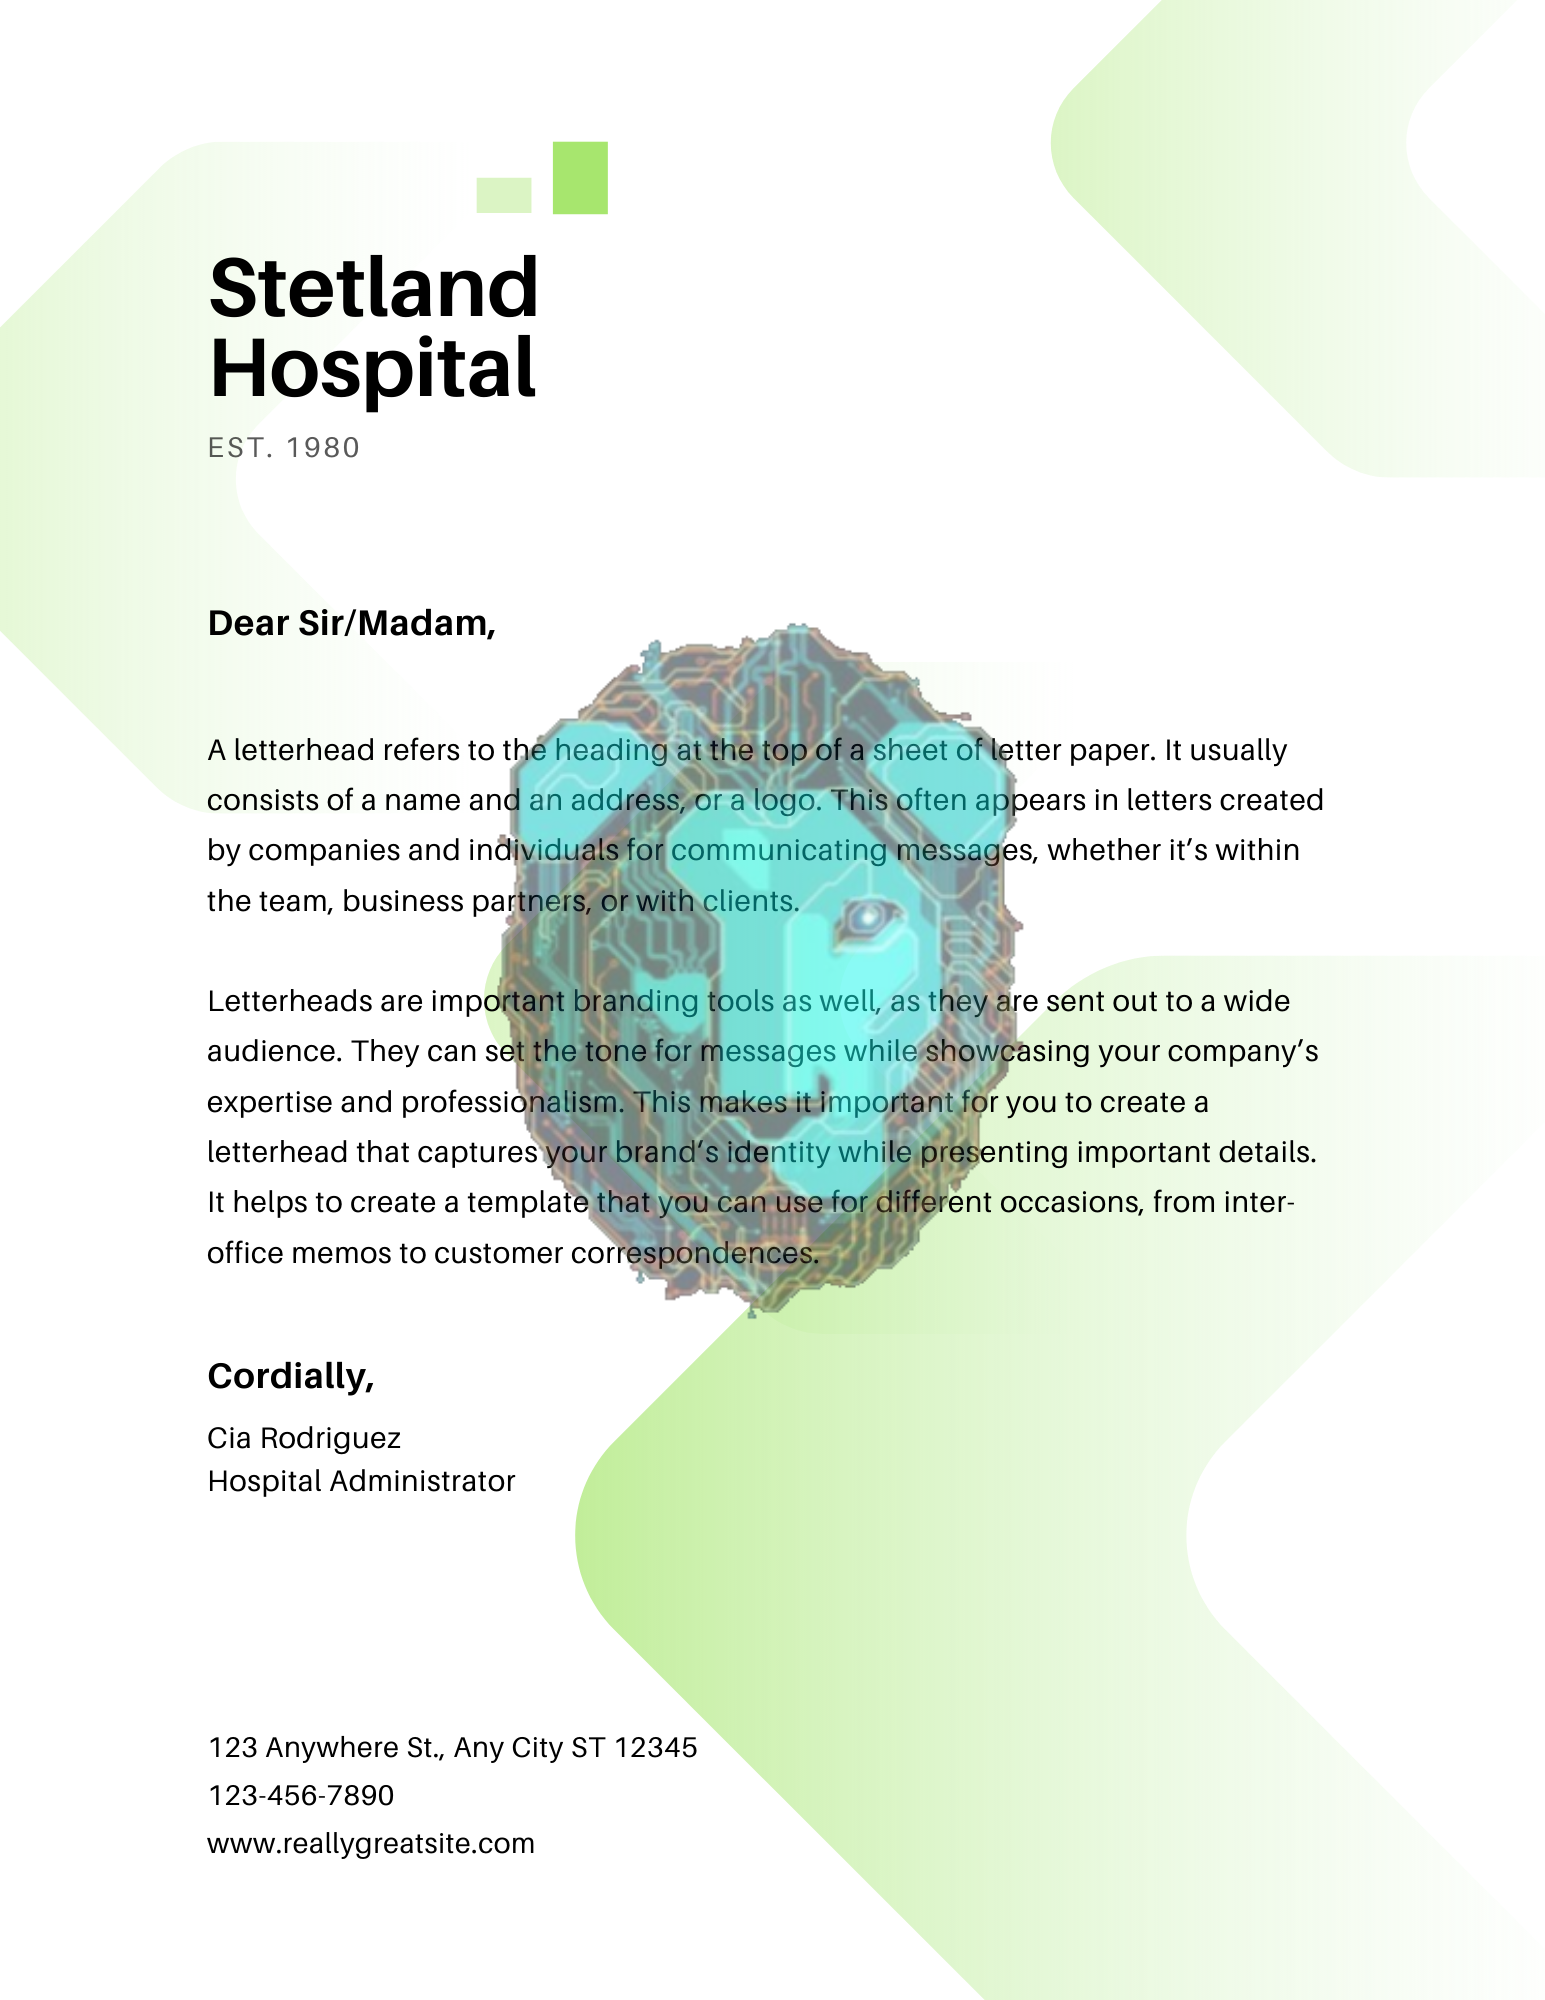 Stetland
Hospital
EST. 1980
Dear Sir/Madam,
A letterhead refers to the heading at the top of a sheet of letter paper. It usually
consists of a name and an address, or a logo. This often appears in letters created
by companies and individuals for communicating messages, whether it’s within
the team, business partners, or with clients.
Letterheads are important branding tools as well, as they are sent out to a wide
audience. They can set the tone for messages while showcasing your company’s
expertise and professionalism. This makes it important for you to create a
letterhead that captures your brand’s identity while presenting important details.
It helps to create a template that you can use for different occasions, from inter-
office memos to customer correspondences.
Cordially,
Cia Rodriguez
Hospital Administrator
123 Anywhere St., Any City ST 12345
123-456-7890
www.reallygreatsite.com